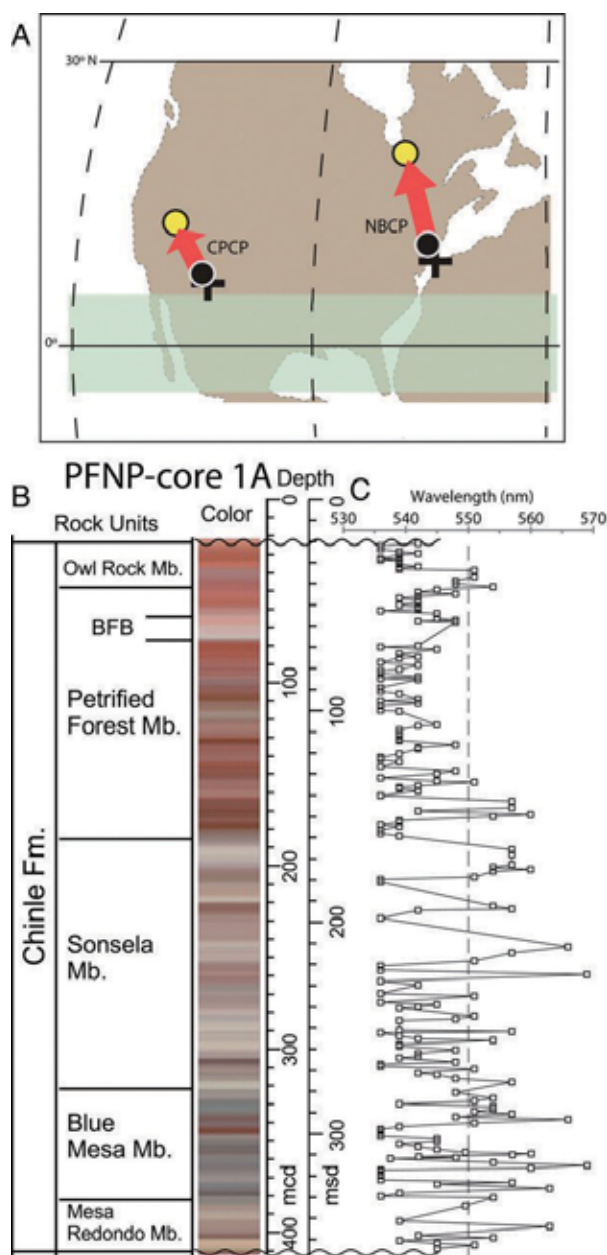 A
30º N
CPCP
NBCP
0º
PFNP-core 1A Depth
B
C
Rock Units
Color
Wavelength (nm)
530 540 550 560 570
0
0
Owl Rock Mb.
BFB
100
100
Petrified
Forest Mb.
200
200
Chinle Fm.
Sonsela
Mb.
300
300
Blue
Mesa Mb.
mcd
msd
Mesa
Redondo Mb.
400